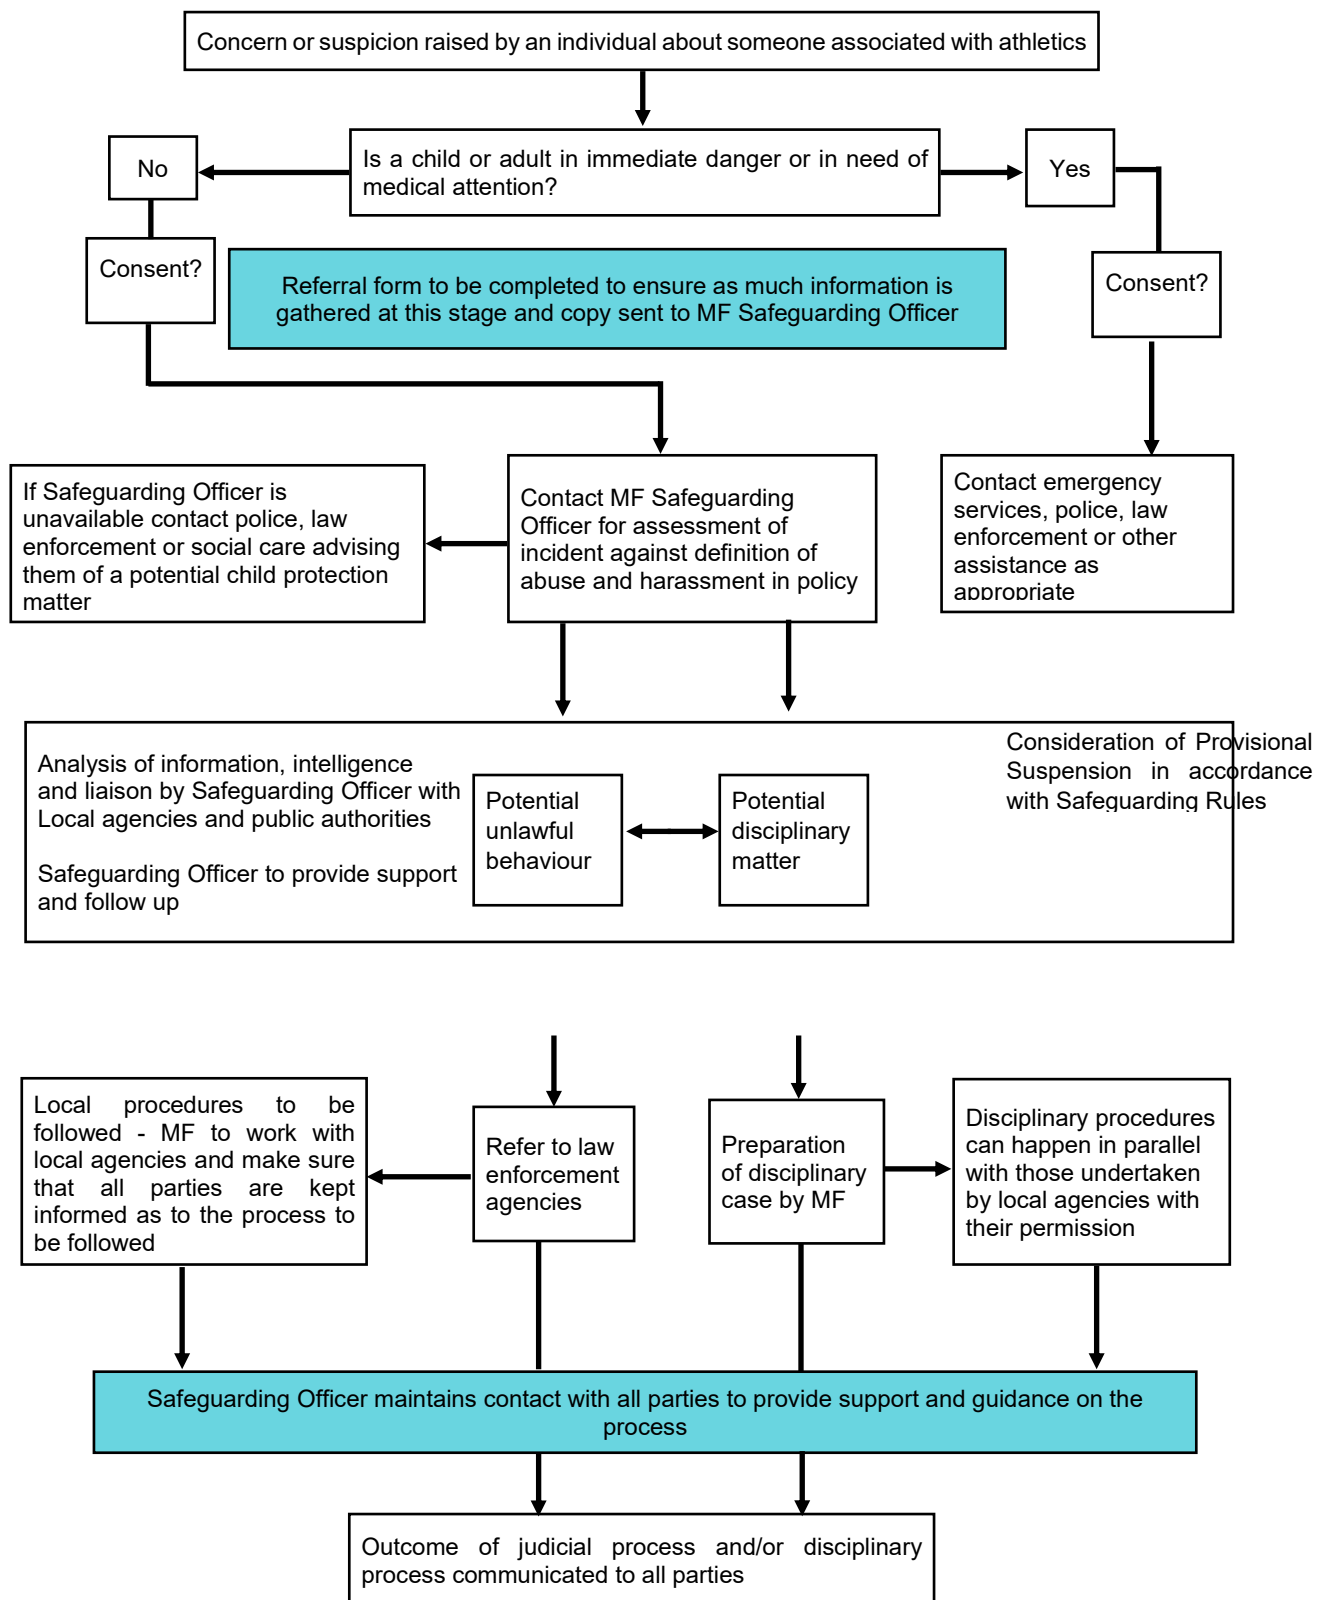 Concern or suspicion raised by an individual about someone associated with athletics
No
Is a child or adult in immediate danger or in need of
medical attention?
Yes
Consent?
Referral form to be completed to ensure as much information is
gathered at this stage and copy sent to MF Safeguarding Officer
Consent?
If Safeguarding Officer is
unavailable contact police, law
enforcement or social care advising
them of a potential child protection
matter
Contact MF Safeguarding
Officer for assessment of
incident against definition of
abuse and harassment in policy
Contact emergency
services, police, law
enforcement or other
assistance as
appropriate
Analysis of information, intelligence
and liaison by Safeguarding Officer with
Local agencies and public authorities
Safeguarding Officer to provide support
and follow up
Potential
unlawful
behaviour
Potential
disciplinary
matter
Consideration of Provisional
Suspension in accordance
with Safeguarding Rules
Local procedures to be
followed - MF to work with
local agencies and make sure
that all parties are kept
informed as to the process to
be followed
Refer to law
enforcement
agencies
Preparation
of disciplinary
case by MF
Disciplinary procedures
can happen in parallel
with those undertaken
by local agencies with
their permission
Safeguarding Officer maintains contact with all parties to provide support and guidance on the
process
Outcome of judicial process and/or disciplinary
process communicated to all parties